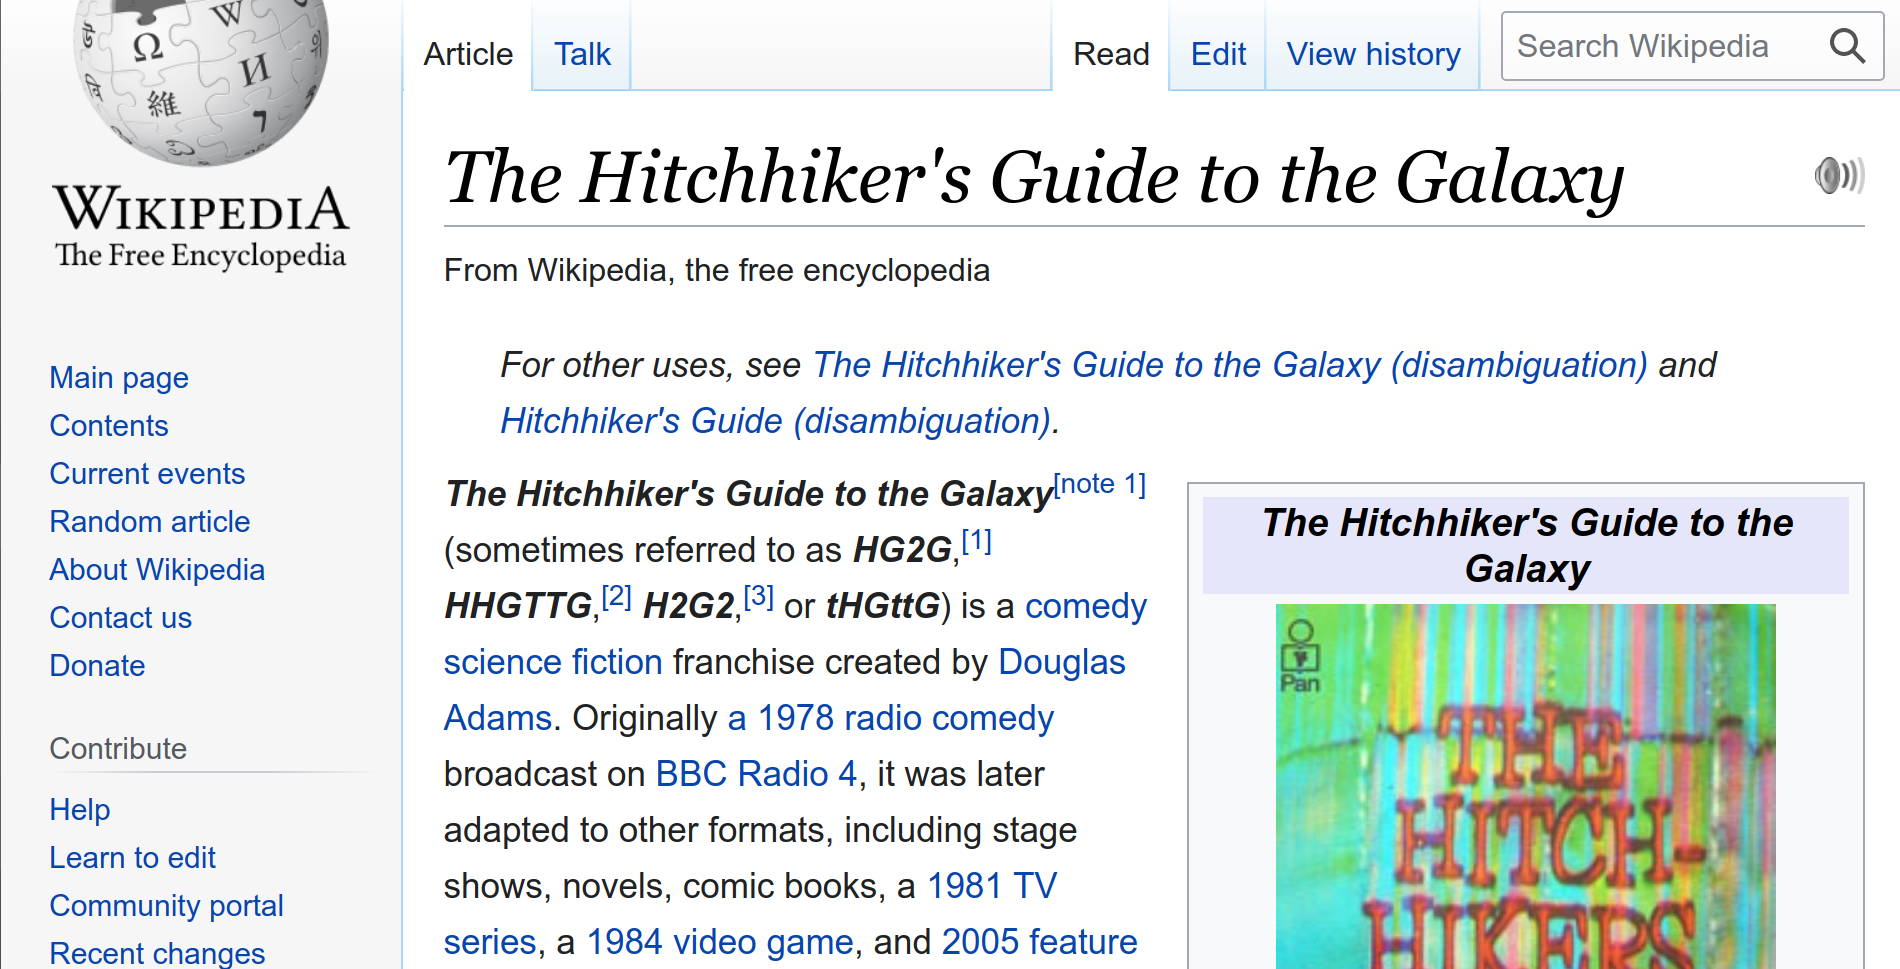 WIKIPEDIA
The Free Encyclopedia
Main page
Contents
Current events
Random article
About Wikipedia
Contact us
Donate
Contribute
Help
Learn to edit
Community portal
Recent changes
Article
Talk
Read
Edit
View history
Search Wikipedia
The Hitchhiker's Guide to the Galaxy
From Wikipedia, the free encyclopedia
For other uses, see The Hitchhiker's Guide to the Galaxy (disambiguation) and
Hitchhiker's Guide (disambiguation).
The Hitchhiker's Guide to the Galaxy[note 1]
(sometimes referred to as HG2G,[1]
HHGTTG,[2] H2G2,[3] or tHGttG) is a comedy
science fiction franchise created by Douglas
Adams. Originally a 1978 radio comedy
broadcast on BBC Radio 4, it was later
adapted to other formats, including stage
shows, novels, comic books, a 1981 TV
series, a 1984 video game, and 2005 feature
The Hitchhiker's Guide to the
Galaxy
Pan
THE
HITCH-
HIKERS